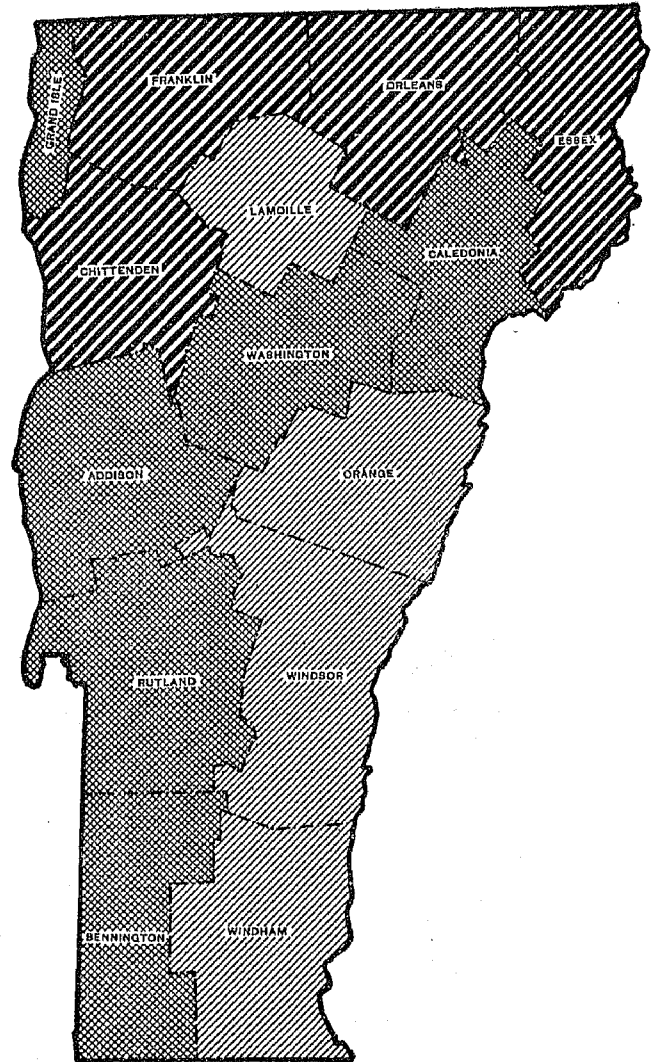 FRANKLIN
ORLEANS
GRAND ISLE
ESSEX
LAMOILLE
CALEDONIA
CHITTENDEN
WASHINGTON
ADDISON
ORANGE
RUTLAND
WINDSOR
BENNINGTON
WINDHAM